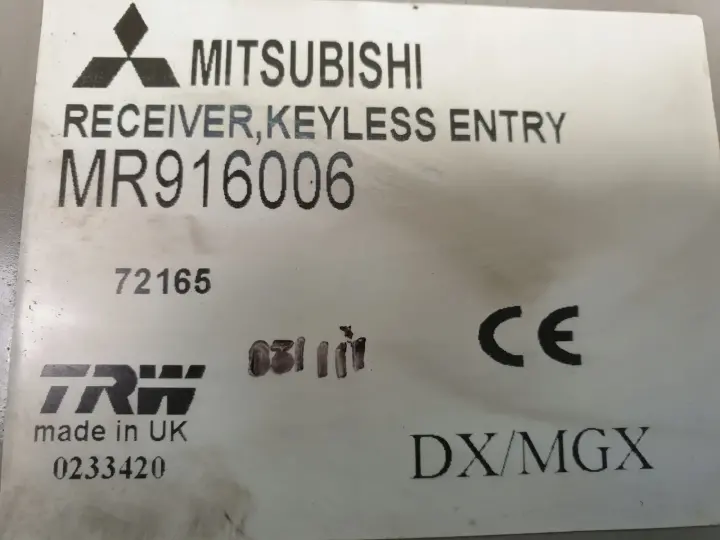 MITSUBISHI
RECEIVER,KEYLESS ENTRY
MR916006
72165
CE
TRW
made in UK
0233420
DX/MGX